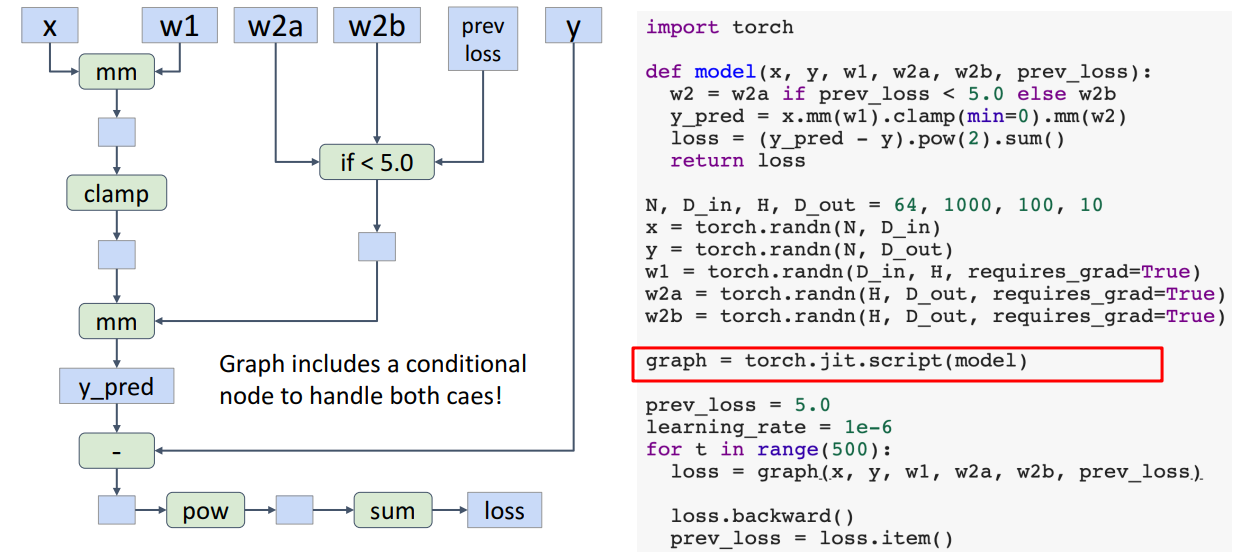 x
w1
w2a
w2b
prev
loss
y
mm
if < 5.0
clamp
mm
y_pred
-
pow
sum
loss
Graph includes a conditional
node to handle both caes!
import torch
def model(x, y, w1, w2a, w2b, prev_loss):
  w2 = w2a if prev_loss < 5.0 else w2b
  y_pred = x.mm(w1).clamp(min=0).mm(w2)
  loss = (y_pred - y).pow(2).sum()
  return loss
N, D_in, H, D_out = 64, 1000, 100, 10
x = torch.randn(N, D_in)
y = torch.randn(N, D_out)
w1 = torch.randn(D_in, H, requires_grad=True)
w2a = torch.randn(H, D_out, requires_grad=True)
w2b = torch.randn(H, D_out, requires_grad=True)
graph = torch.jit.script(model)
prev_loss = 5.0
learning_rate = 1e-6
for t in range(500):
  loss = graph(x, y, w1, w2a, w2b, prev_loss)
  loss.backward()
  prev_loss = loss.item()